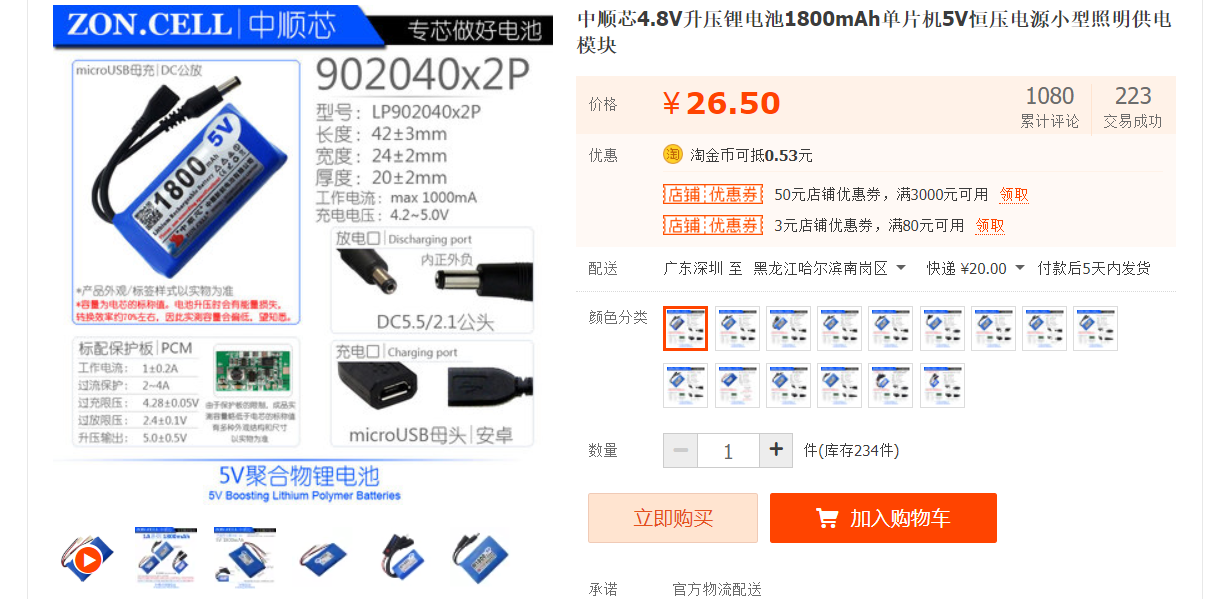 ZON.CELL 中顺芯
专芯做好电池
microUSB母充|DC公放
5V
1800mAh
Lithium Rechargeable Battery
*产品外观/标签样式以实物为准
*容量为电芯的标称值。电池升压时会有能量损失,
转换效率约70%左右, 因此实测容量会偏低, 望知悉。
902040x2P
型号: LP902040x2P
长度: 42±3mm
宽度: 24±2mm
厚度: 20±2mm
工作电流: max 1000mA
充电电压: 4.2~5.0V
放电口 | Discharging port
内正外负
DC5.5/2.1公头
标配保护板 | PCM
工作电流: 1±0.2A
过流保护: 2~4A
过充限压: 4.28±0.05V
过放限压: 2.4±0.1V
升压输出: 5.0±0.5V
由于保护板的限制, 成品实
测容量略低于电芯的标称值
有多种外观结构和尺寸
以实物为准
充电口 | Charging port
microUSB母头|安卓
5V聚合物锂电池
5V Boosting Lithium Polymer Batteries
中顺芯4.8V升压锂电池1800mAh单片机5V恒压电源小型照明供电
模块
价格 ¥26.50
1080 累计评论
223 交易成功
优惠 淘 淘金币可抵0.53元
店铺 优惠券 50元店铺优惠券，满3000元可用 领取
店铺 优惠券 3元店铺优惠券，满80元可用 领取
配送 广东深圳 至 黑龙江哈尔滨南岗区 快递 ¥20.00 付款后5天内发货
颜色分类
数量 − 1 + 件(库存234件)
立即购买 加入购物车
承诺 官方物流配送